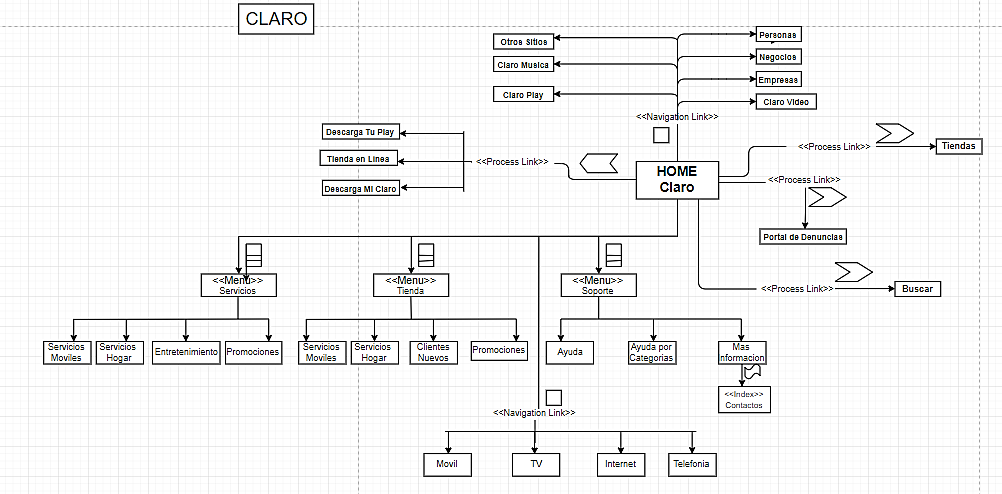 CLARO
Otros Sitios
Claro Musica
Claro Play
Personas
Negocios
Empresas
Claro Video
<<Navigation Link>>
Descarga Tu Play
Tienda en Linea
Descarga Mi Claro
<<Process Link>>
HOME
Claro
<<Process Link>>
Tiendas
<<Process Link>>
Portal de Denuncias
<<Process Link>>
Buscar
<<Menu>>
Servicios
<<Menu>>
Tienda
<<Menu>>
Soporte
Servicios
Moviles
Servicios
Hogar
Entretenimiento
Promociones
Servicios
Moviles
Servicios
Hogar
Clientes
Nuevos
Promociones
Ayuda
Ayuda por
Categorias
Mas
nformacion
<<Index>>
Contactos
<<Navigation Link>>
Movil
TV
Internet
Telefonia